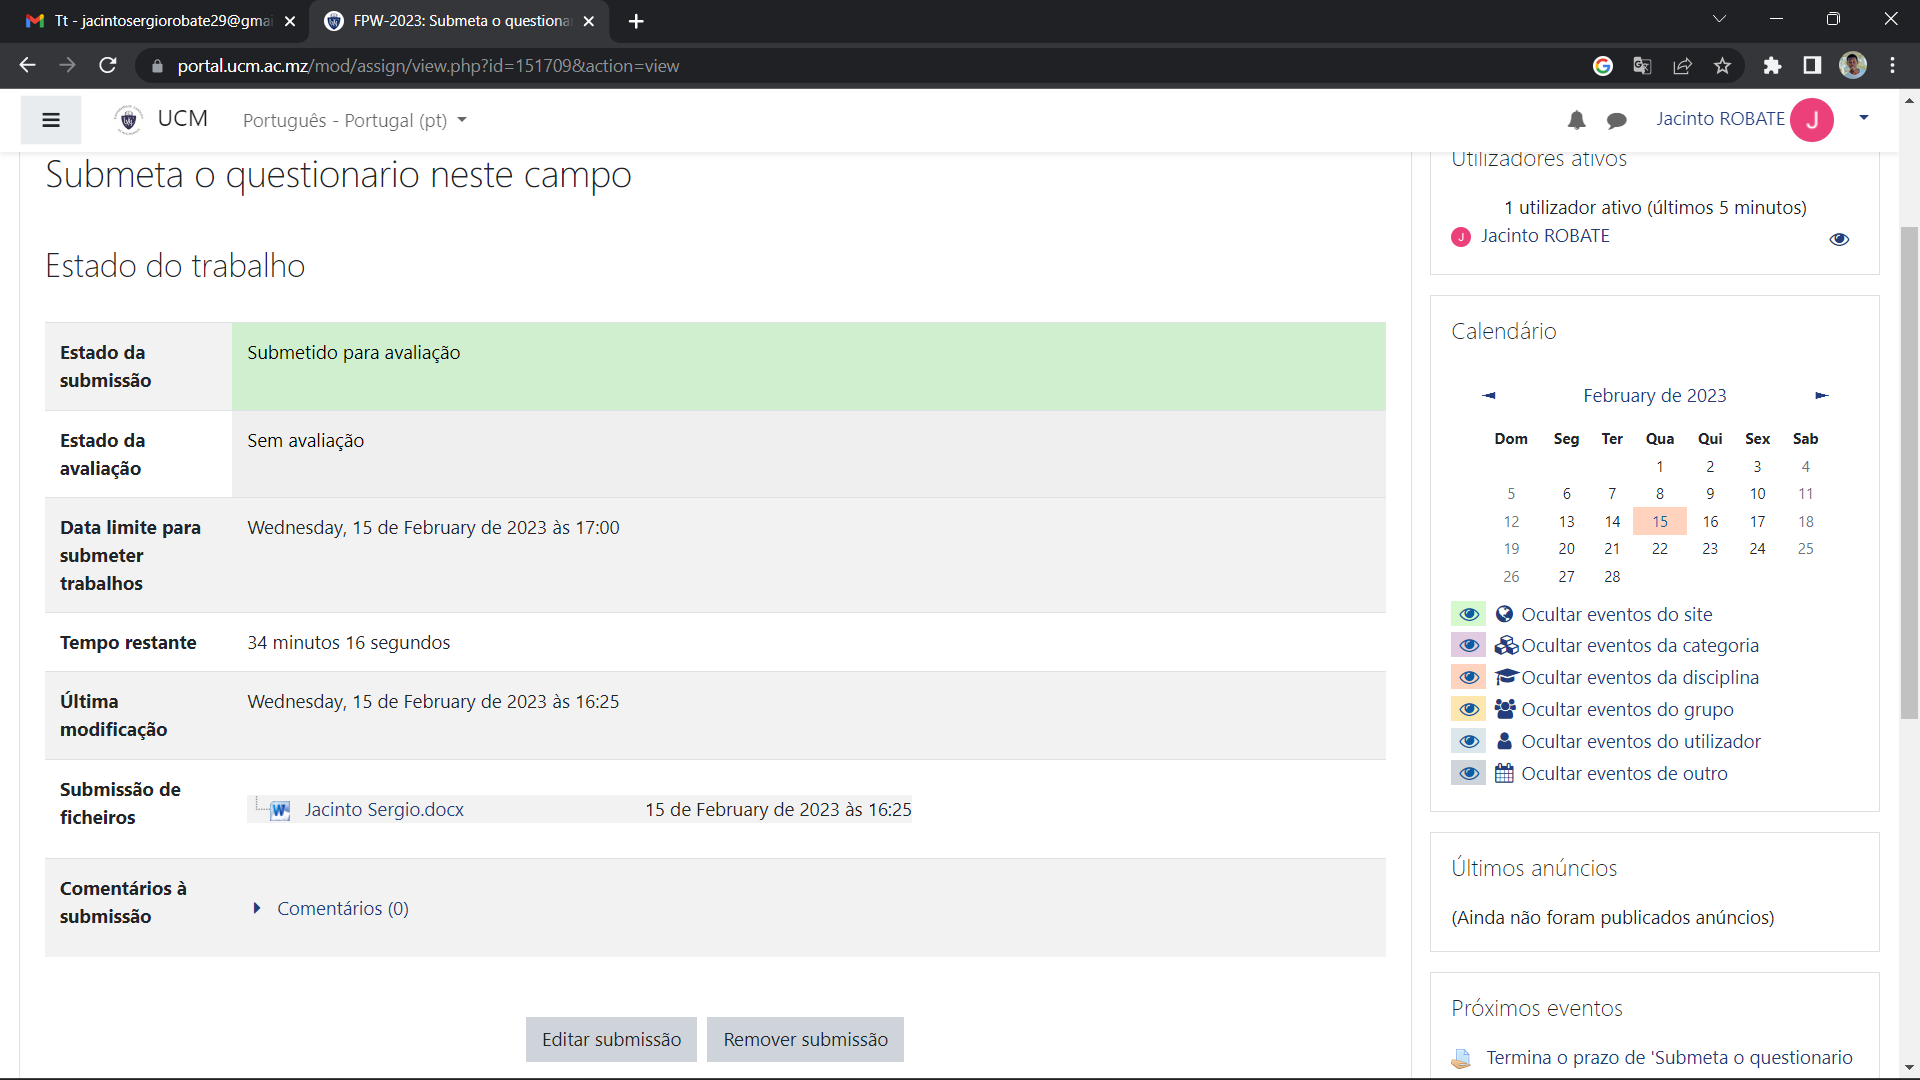 Tt - jacintosergiorobate29@gmai
FPW-2023: Submeta o questiona
portal.ucm.ac.mz/mod/assign/view.php?id=151709&action=view
UCM
Português - Portugal (pt)
Jacinto ROBATE
J
Submeta o questionario neste campo
Estado do trabalho
Estado da submissão
Submetido para avaliação
Estado da avaliação
Sem avaliação
Data limite para submeter trabalhos
Wednesday, 15 de February de 2023 às 17:00
Tempo restante
34 minutos 16 segundos
Última modificação
Wednesday, 15 de February de 2023 às 16:25
Submissão de ficheiros
Jacinto Sergio.docx 15 de February de 2023 às 16:25
Comentários à submissão
Comentários (0)
Editar submissão
Remover submissão
Utilizadores ativos
1 utilizador ativo (últimos 5 minutos)
J Jacinto ROBATE
Calendário
February de 2023
Dom Seg Ter Qua Qui Sex Sab
1 2 3 4
5 6 7 8 9 10 11
12 13 14 15 16 17 18
19 20 21 22 23 24 25
26 27 28
Ocultar eventos do site
Ocultar eventos da categoria
Ocultar eventos da disciplina
Ocultar eventos do grupo
Ocultar eventos do utilizador
Ocultar eventos de outro
Últimos anúncios
(Ainda não foram publicados anúncios)
Próximos eventos
Termina o prazo de 'Submeta o questionario